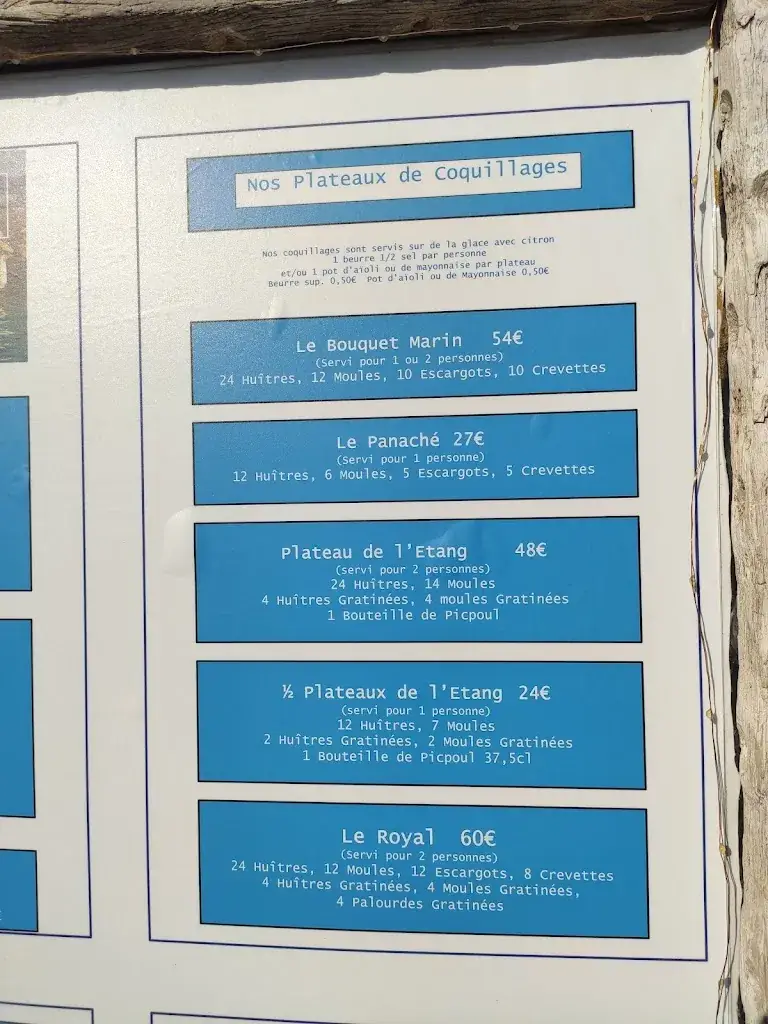 Nos Plateaux de Coquillages
Nos coquillages sont servis sur de la glace avec citron
1 beurre 1/2 sel par personne
et/ou 1 pot d'aïoli ou de mayonnaise par plateau
Beurre sup. 0,50€ Pot d'aïoli ou de Mayonnaise 0,50€
Le Bouquet Marin 54€
(Servi pour 1 ou 2 personnes)
24 Huîtres, 12 Moules, 10 Escargots, 10 Crevettes
Le Panaché 27€
(Servi pour 1 personne)
12 Huîtres, 6 Moules, 5 Escargots, 5 Crevettes
Plateau de l'Etang 48€
(servi pour 2 personnes)
24 Huîtres, 14 Moules
4 Huîtres Gratinées, 4 moules Gratinées
1 Bouteille de Picpoul
½ Plateaux de l'Etang 24€
(servi pour 1 personne)
12 Huîtres, 7 Moules
2 Huîtres Gratinées, 2 Moules Gratinées
1 Bouteille de Picpoul 37,5cl
Le Royal 60€
(Servi pour 2 personnes)
24 Huîtres, 12 Moules, 12 Escargots, 8 Crevettes
4 Huîtres Gratinées, 4 Moules Gratinées,
4 Palourdes Gratinées